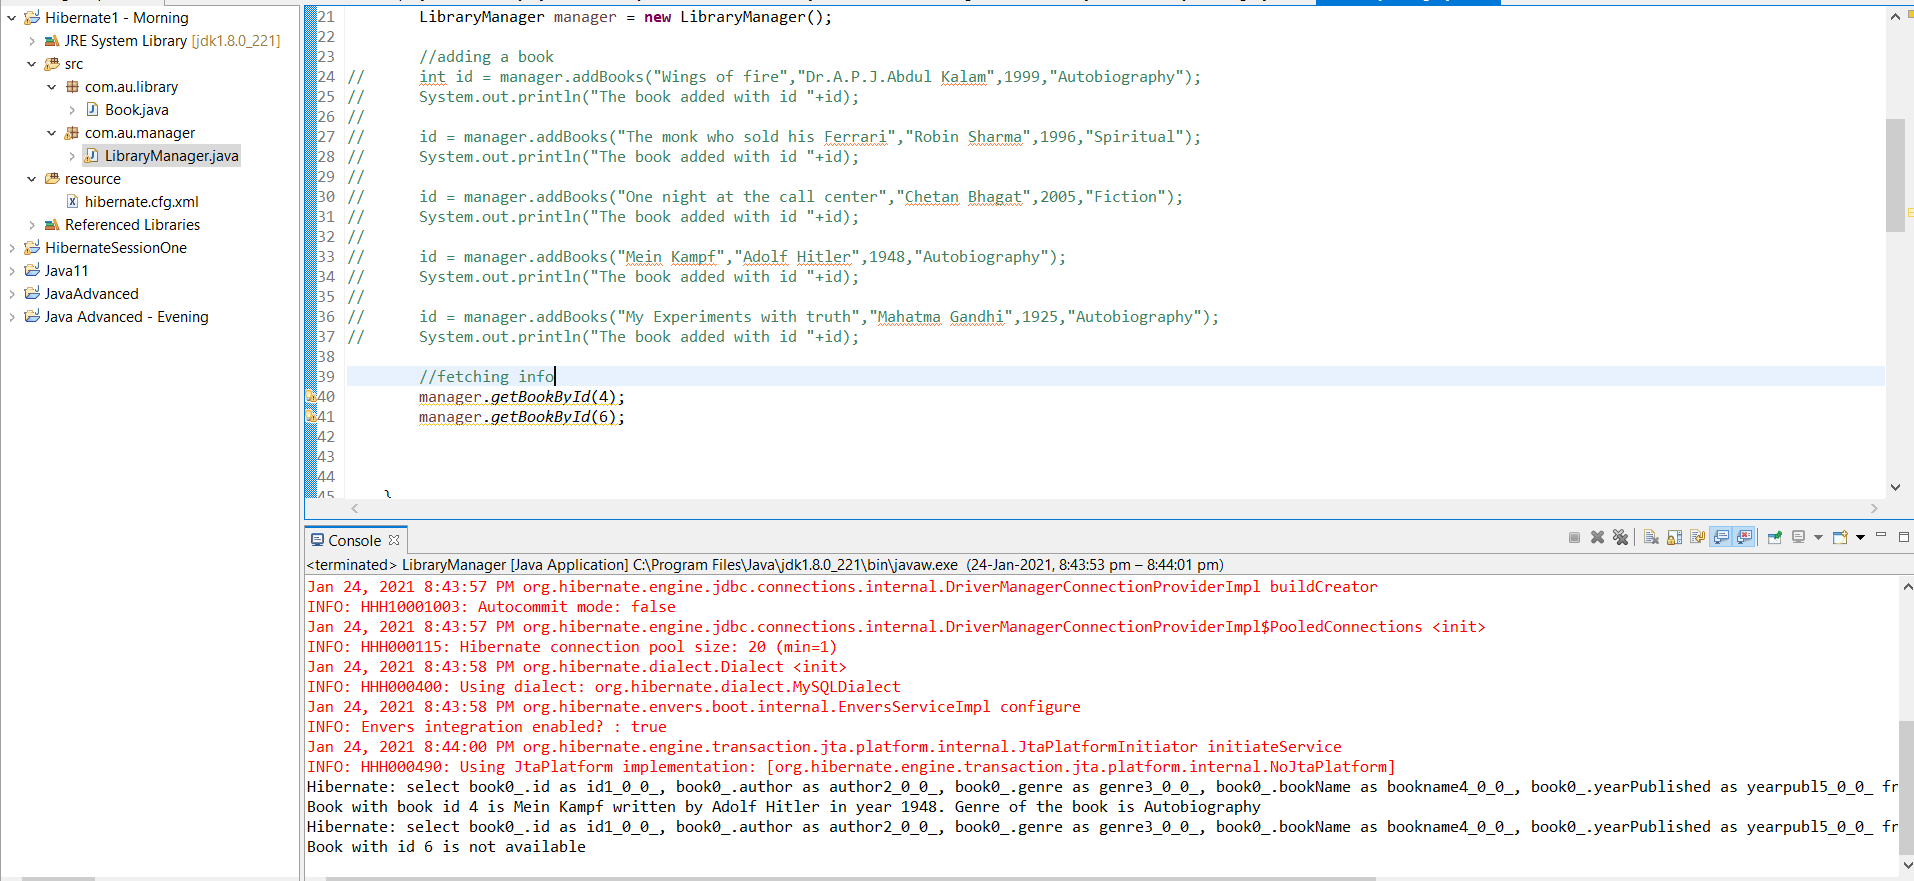 Hibernate1 - Morning
JRE System Library [jdk1.8.0_221]
src
com.au.library
Book.java
com.au.manager
LibraryManager.java
resource
hibernate.cfg.xml
Referenced Libraries
HibernateSessionOne
Java11
JavaAdvanced
Java Advanced - Evening
21 LibraryManager manager = new LibraryManager();
22
23 //adding a book
24 // int id = manager.addBooks("Wings of fire","Dr.A.P.J.Abdul Kalam",1999,"Autobiography");
25 // System.out.println("The book added with id "+id);
26 //
27 // id = manager.addBooks("The monk who sold his Ferrari","Robin Sharma",1996,"Spiritual");
28 // System.out.println("The book added with id "+id);
29 //
30 // id = manager.addBooks("One night at the call center","Chetan Bhagat",2005,"Fiction");
31 // System.out.println("The book added with id "+id);
32 //
33 // id = manager.addBooks("Mein Kampf","Adolf Hitler",1948,"Autobiography");
34 // System.out.println("The book added with id "+id);
35 //
36 // id = manager.addBooks("My Experiments with truth","Mahatma Gandhi",1925,"Autobiography");
37 // System.out.println("The book added with id "+id);
38
39 //fetching info
40 manager.getBookById(4);
41 manager.getBookById(6);
42
43
44
45 }
Console
<terminated> LibraryManager [Java Application] C:\Program Files\Java\jdk1.8.0_221\bin\javaw.exe (24-Jan-2021, 8:43:53 pm – 8:44:01 pm)
Jan 24, 2021 8:43:57 PM org.hibernate.engine.jdbc.connections.internal.DriverManagerConnectionProviderImpl buildCreator
INFO: HHH10001003: Autocommit mode: false
Jan 24, 2021 8:43:57 PM org.hibernate.engine.jdbc.connections.internal.DriverManagerConnectionProviderImpl$PooledConnections <init>
INFO: HHH000115: Hibernate connection pool size: 20 (min=1)
Jan 24, 2021 8:43:58 PM org.hibernate.dialect.Dialect <init>
INFO: HHH000400: Using dialect: org.hibernate.dialect.MySQLDialect
Jan 24, 2021 8:43:58 PM org.hibernate.envers.boot.internal.EnversServiceImpl configure
INFO: Envers integration enabled? : true
Jan 24, 2021 8:44:00 PM org.hibernate.engine.transaction.jta.platform.internal.JtaPlatformInitiator initiateService
INFO: HHH000490: Using JtaPlatform implementation: [org.hibernate.engine.transaction.jta.platform.internal.NoJtaPlatform]
Hibernate: select book0_.id as id1_0_0_, book0_.author as author2_0_0_, book0_.genre as genre3_0_0_, book0_.bookName as bookname4_0_0_, book0_.yearPublished as yearpubl5_0_0_ fr
Book with book id 4 is Mein Kampf written by Adolf Hitler in year 1948. Genre of the book is Autobiography
Hibernate: select book0_.id as id1_0_0_, book0_.author as author2_0_0_, book0_.genre as genre3_0_0_, book0_.bookName as bookname4_0_0_, book0_.yearPublished as yearpubl5_0_0_ fr
Book with id 6 is not available